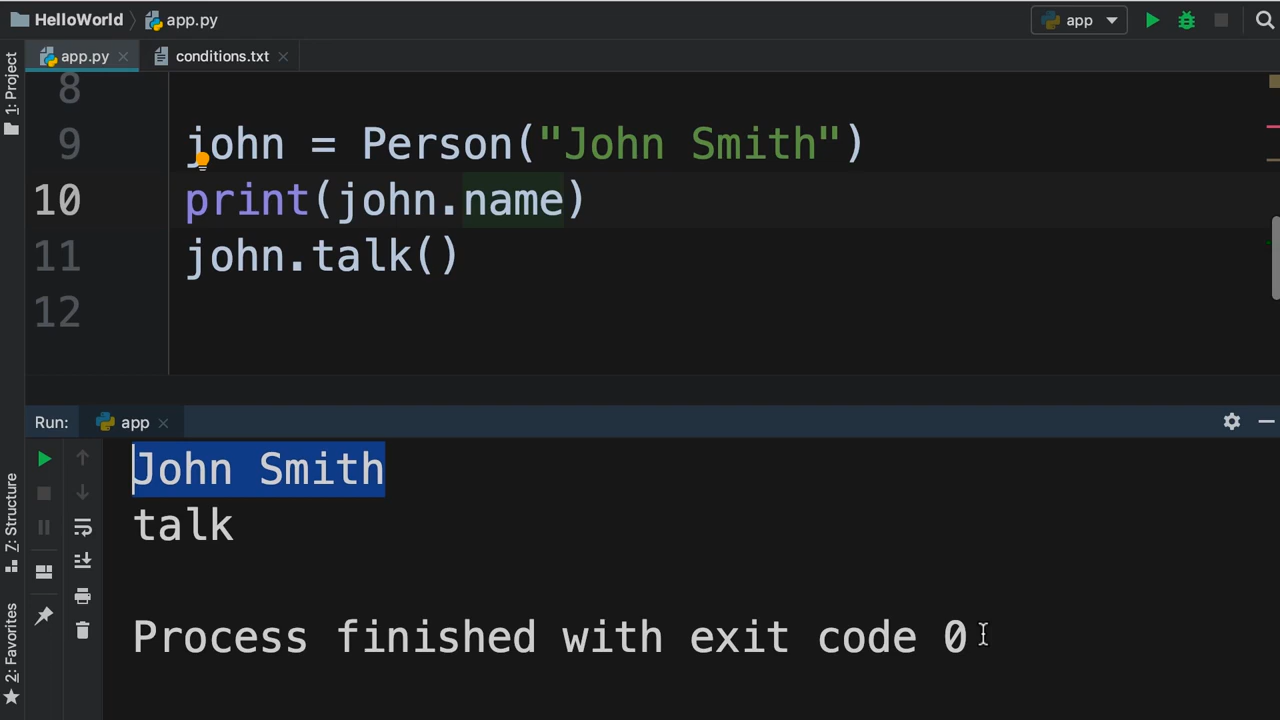 HelloWorld app.py app
app.py conditions.txt
1: Project
8
9 john = Person("John Smith")
10 print(john.name)
11 john.talk()
12
Run: app
John Smith
talk
Process finished with exit code 0
Z: Structure
2: Favorites